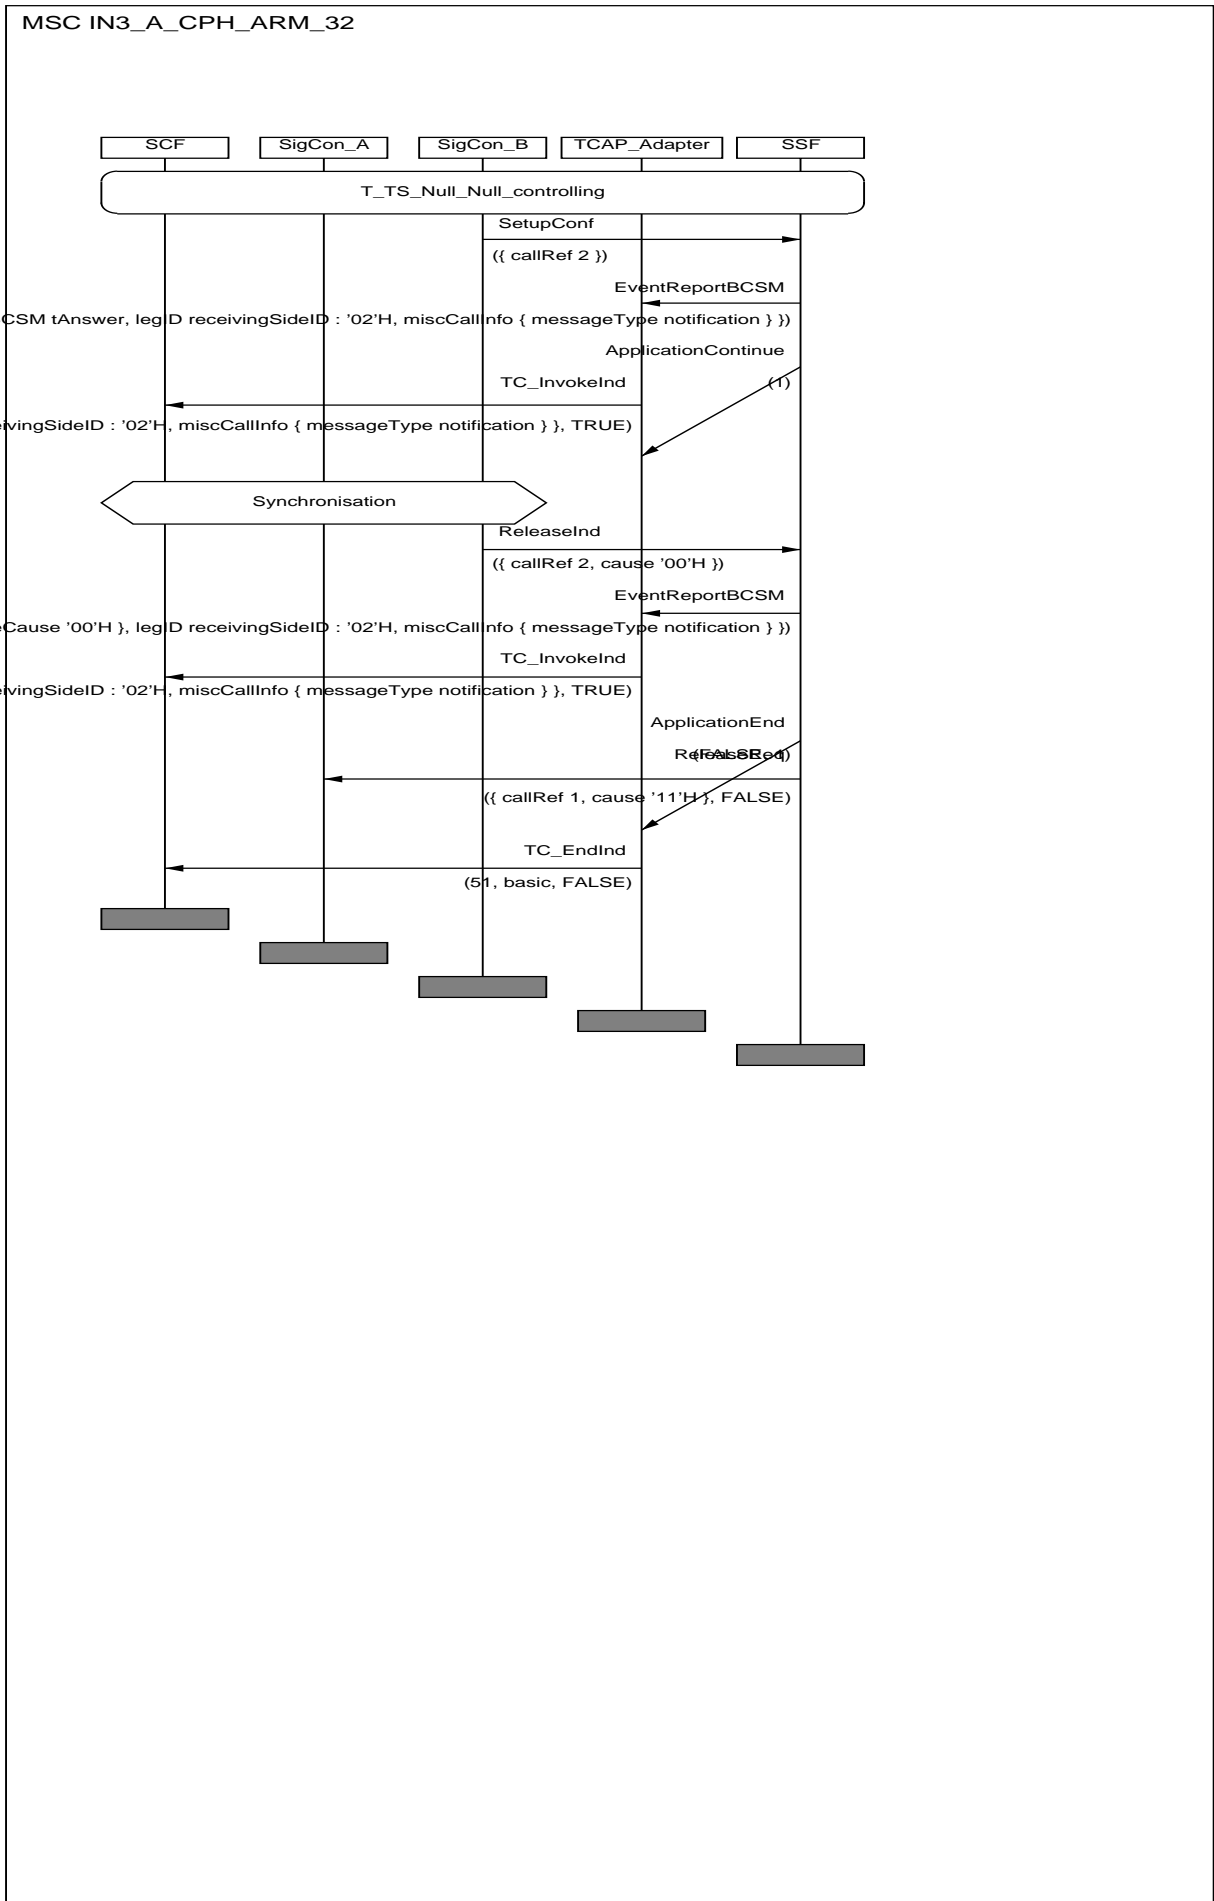 MSC IN3_A_CPH_ARM_32
SCF SigCon_A SigCon_B TCAP_Adapter SSF
T_TS_Null_Null_controlling
SetupConf
({ callRef 2 })
EventReportBCSM
CSM tAnswer, legID receivingSideID : '02'H, miscCallInfo { messageType notification } })
ApplicationContinue
TC_InvokeInd
(1)
ivingSideID : '02'H, miscCallInfo { messageType notification } }, TRUE)
Synchronisation
ReleaseInd
({ callRef 2, cause '00'H })
EventReportBCSM
Cause '00'H }, legID receivingSideID : '02'H, miscCallInfo { messageType notification } })
TC_InvokeInd
ivingSideID : '02'H, miscCallInfo { messageType notification } }, TRUE)
ApplicationEnd
ReleaseReq
({ callRef 1, cause '11'H }, FALSE)
TC_EndInd
(51, basic, FALSE)